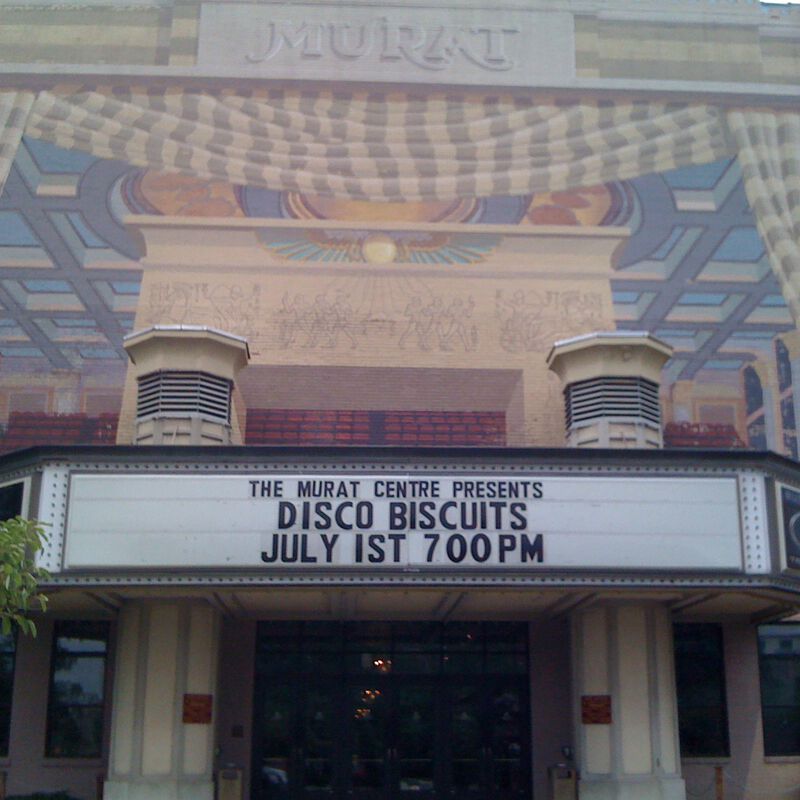 MURAT
THE MURAT CENTRE PRESENTS
DISCO BISCUITS
JULY 1ST 700PM